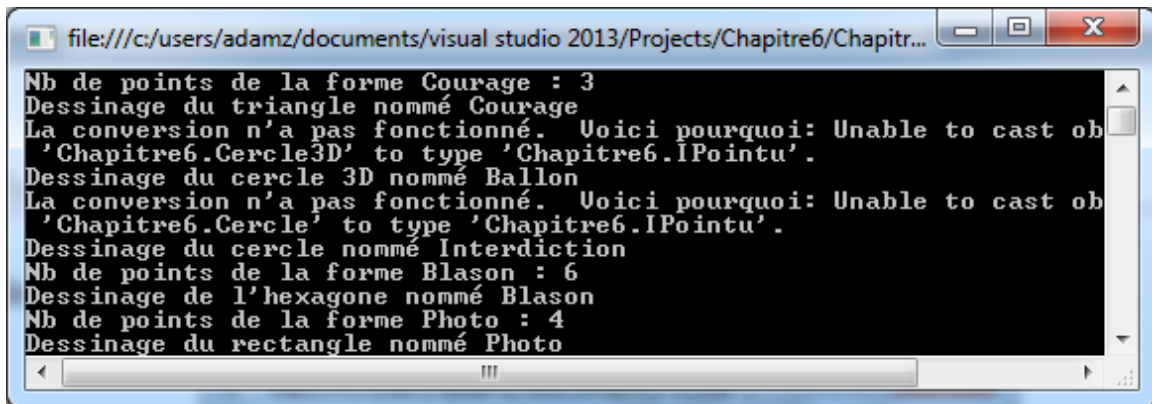 file:///c:/users/adamz/documents/visual studio 2013/Projects/Chapitre6/Chapitr...
Nb de points de la forme Courage : 3
Dessinage du triangle nommé Courage
La conversion n'a pas fonctionné.  Voici pourquoi: Unable to cast ob
'Chapitre6.Cercle3D' to type 'Chapitre6.IPointu'.
Dessinage du cercle 3D nommé Ballon
La conversion n'a pas fonctionné.  Voici pourquoi: Unable to cast ob
'Chapitre6.Cercle' to type 'Chapitre6.IPointu'.
Dessinage du cercle nommé Interdiction
Nb de points de la forme Blason : 6
Dessinage de l'hexagone nommé Blason
Nb de points de la forme Photo : 4
Dessinage du rectangle nommé Photo